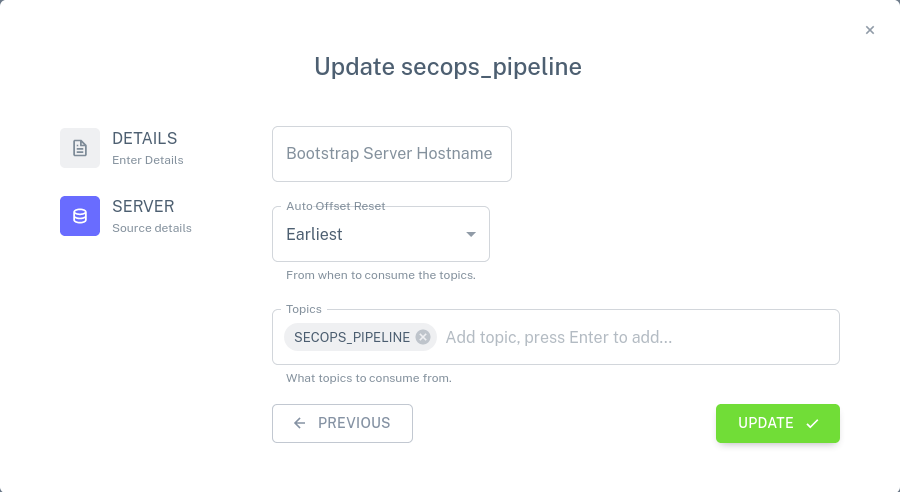 ×
Update secops_pipeline
DETAILS
Enter Details
SERVER
Source details
Bootstrap Server Hostname
Auto Offset Reset
Earliest
From when to consume the topics.
Topics
SECOPS_PIPELINE
Add topic, press Enter to add...
What topics to consume from.
PREVIOUS
UPDATE